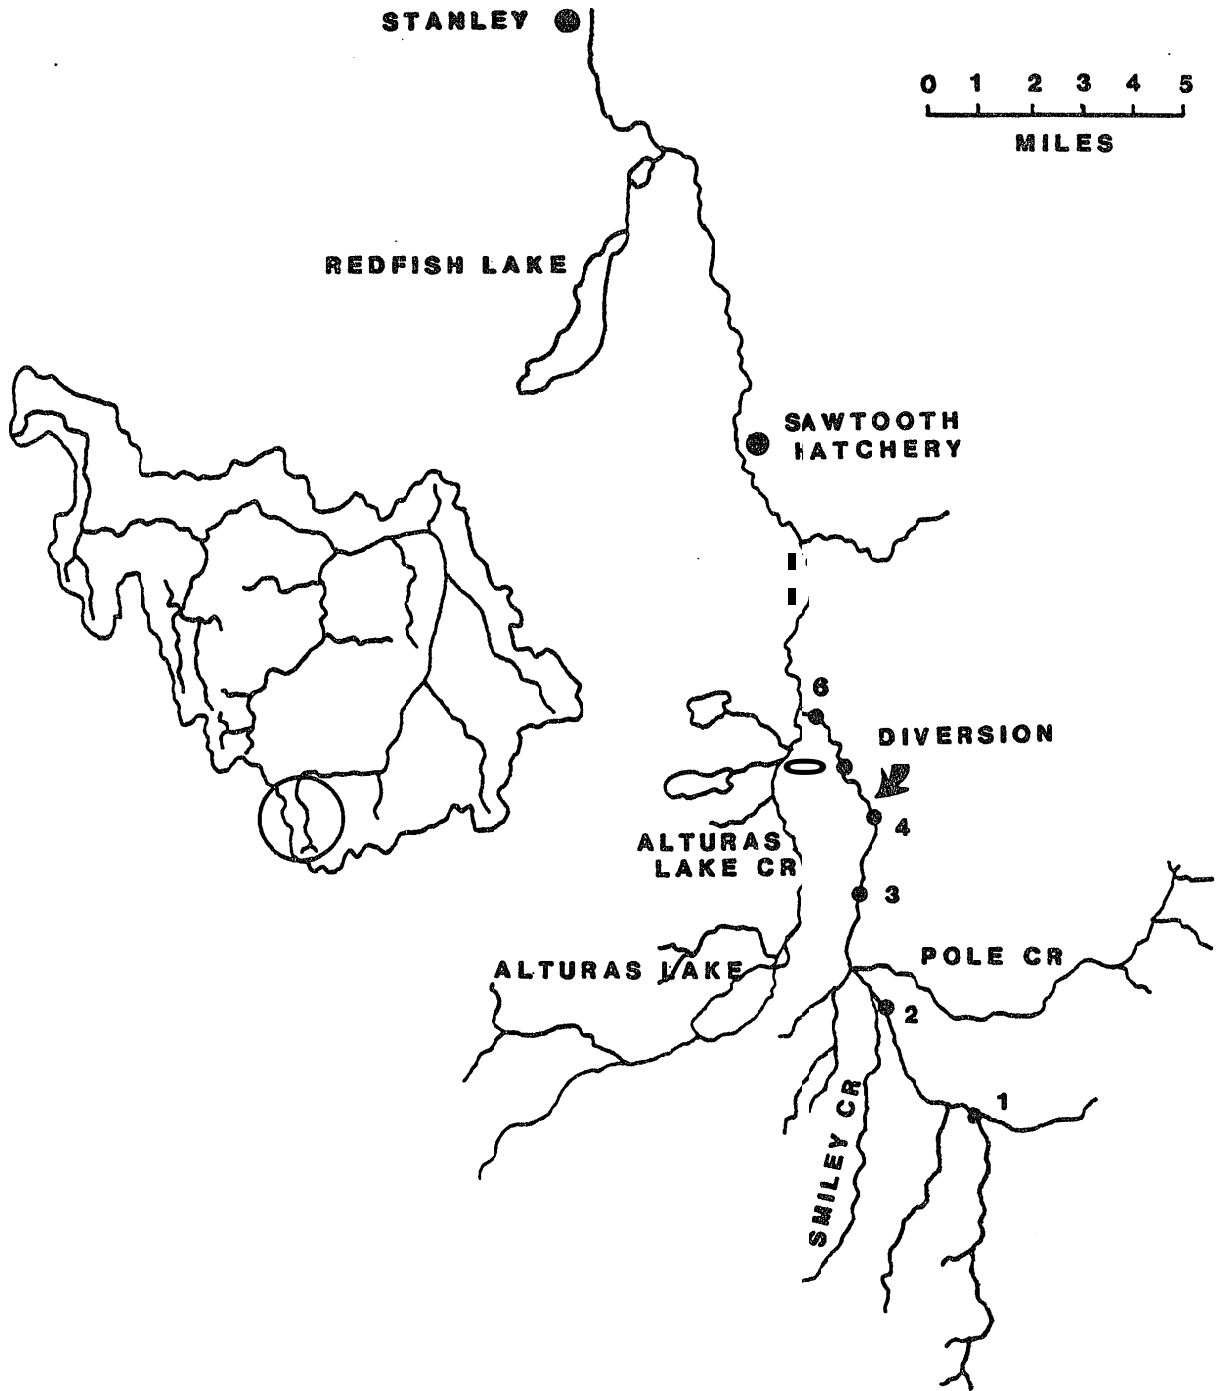 STANLEY
0 1 2 3 4 5
MILES
REDFISH LAKE
SAWTOOTH
HATCHERY
6
DIVERSION
4
ALTURAS
LAKE CR
3
POLE CR
ALTURAS LAKE
2
1
SMILEY CR